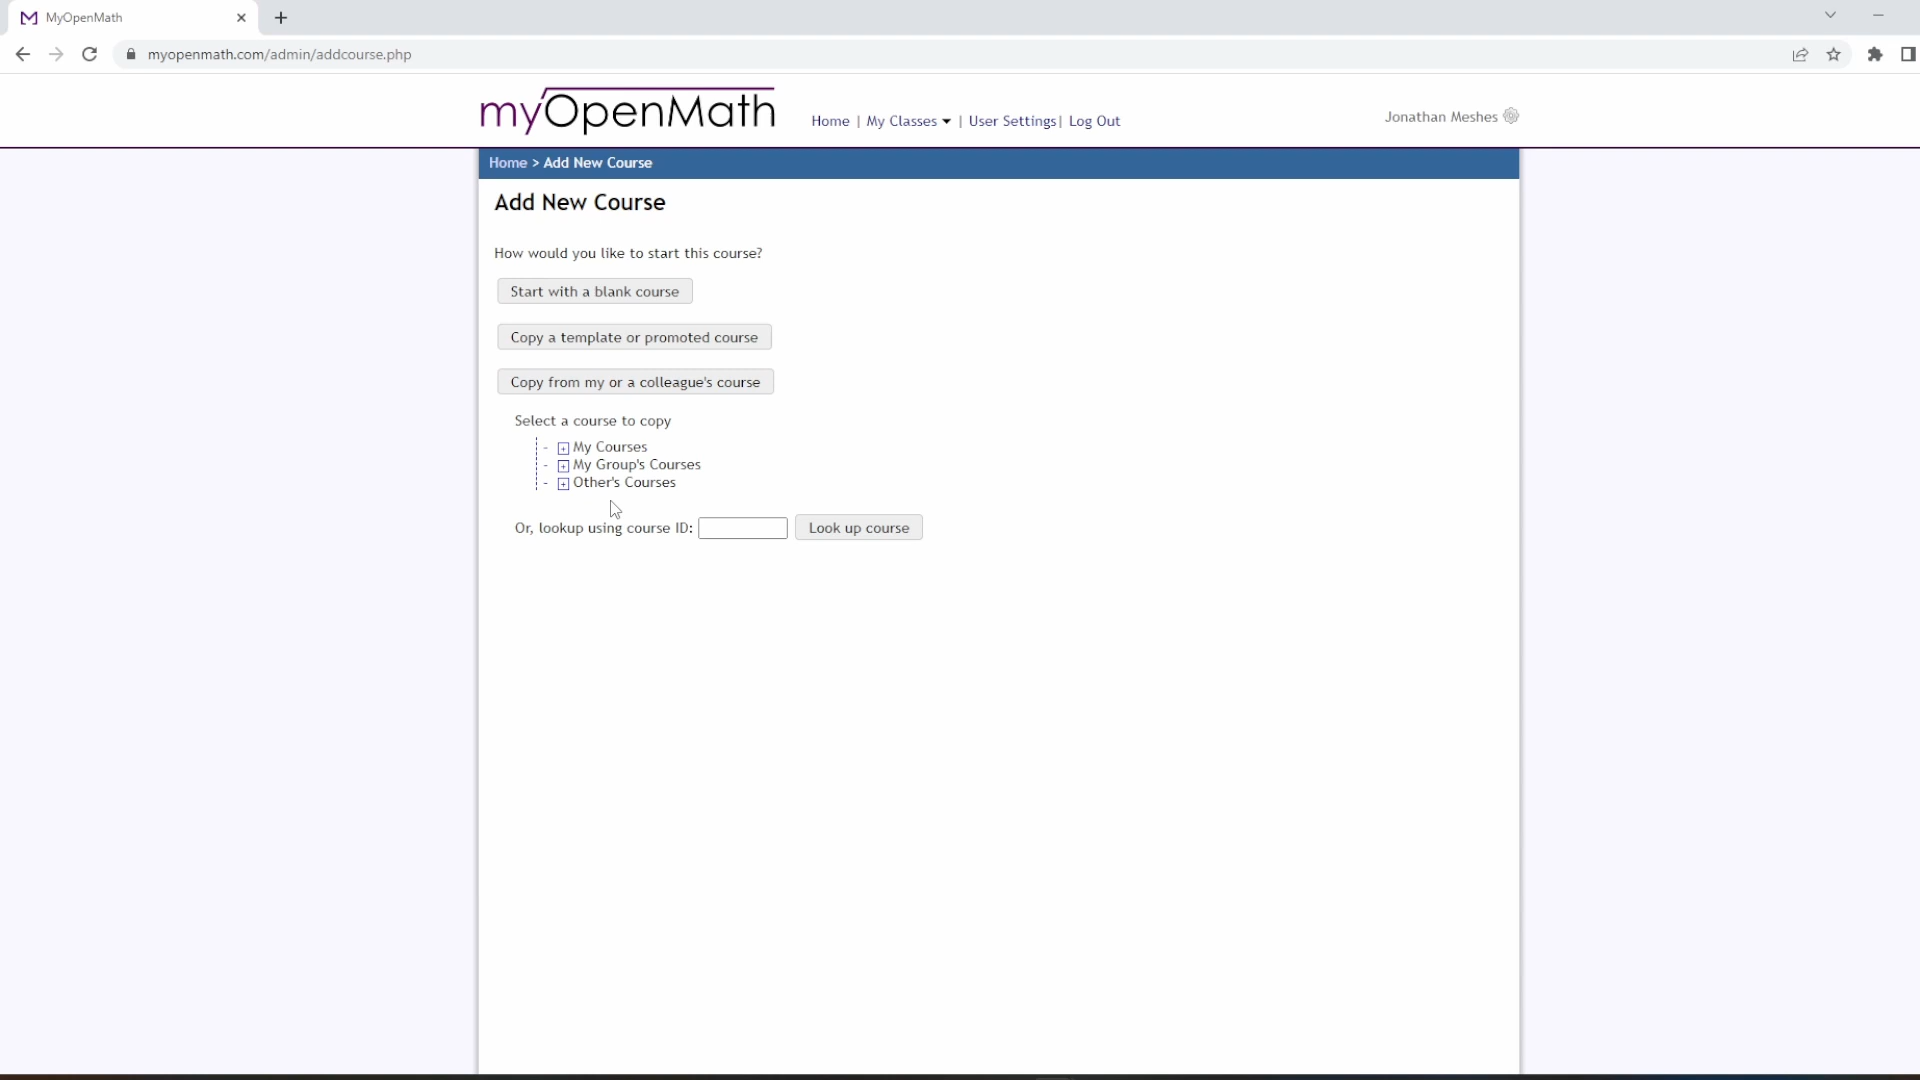 MyOpenMath
myopenmath.com/admin/addcourse.php
myOpenMath
Home | My Classes | User Settings | Log Out
Jonathan Meshes
Home > Add New Course
Add New Course
How would you like to start this course?
Start with a blank course
Copy a template or promoted course
Copy from my or a colleague's course
Select a course to copy
- + My Courses
- + My Group's Courses
- + Other's Courses
Or, lookup using course ID: Look up course